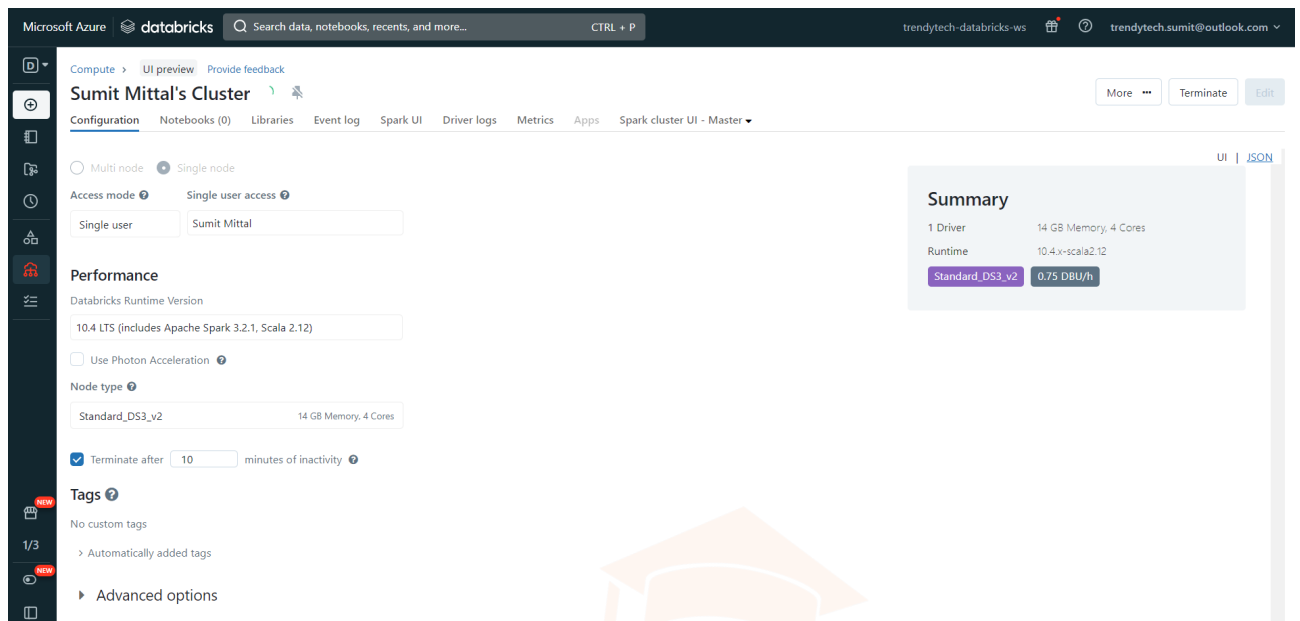 Microsoft Azure databricks Search data, notebooks, recents, and more... CTRL + P trendytech-databricks-ws trendytech.sumit@outlook.com
D
Compute > UI preview Provide feedback
Sumit Mittal's Cluster More ••• Terminate Edit
Configuration Notebooks (0) Libraries Event log Spark UI Driver logs Metrics Apps Spark cluster UI - Master
UI | JSON
Multi node Single node
Access mode Single user access
Single user Sumit Mittal
Performance
Databricks Runtime Version
10.4 LTS (includes Apache Spark 3.2.1, Scala 2.12)
Use Photon Acceleration
Node type
Standard_DS3_v2 14 GB Memory, 4 Cores
Terminate after 10 minutes of inactivity
Tags
No custom tags
Automatically added tags
Advanced options
Summary
1 Driver 14 GB Memory, 4 Cores
Runtime 10.4.x-scala2.12
Standard_DS3_v2 0.75 DBU/h
NEW
1/3
NEW